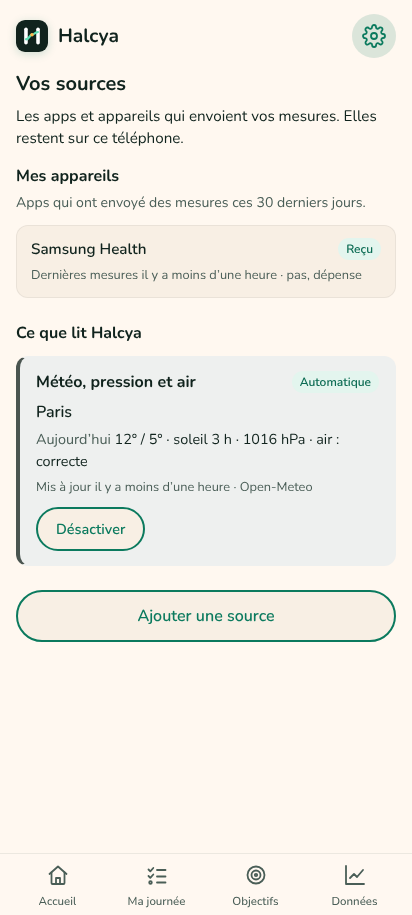 Halcya
Vos sources
Les apps et appareils qui envoient vos mesures. Elles
restent sur ce téléphone.
Mes appareils
Apps qui ont envoyé des mesures ces 30 derniers jours.
Samsung Health
Reçu
Dernières mesures il y a moins d'une heure · pas, dépense
Ce que lit Halcya
Météo, pression et air
Automatique
Paris
Aujourd'hui 12° / 5° · soleil 3 h · 1016 hPa · air :
correcte
Mis à jour il y a moins d'une heure · Open-Meteo
Désactiver
Ajouter une source
Accueil
Ma journée
Objectifs
Données